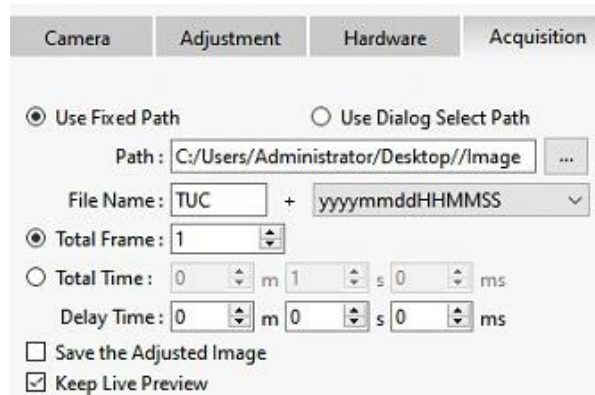 Camera Adjustment Hardware Acquisition
Use Fixed Path Use Dialog Select Path
Path : C:/Users/Administrator/Desktop//Image ...
File Name : TUC + yyyymmddHHMMSS
Total Frame : 1
Total Time : 0 m 1 s 0 ms
Delay Time : 0 m 0 s 0 ms
Save the Adjusted Image
Keep Live Preview